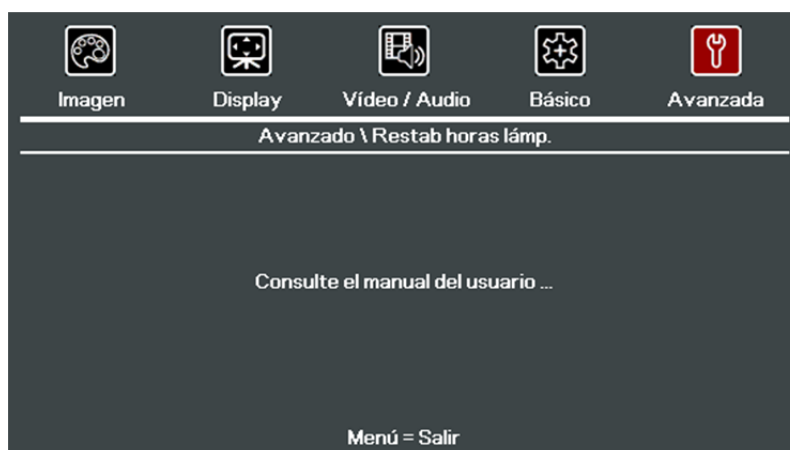 Imagen Display Vídeo / Audio Básico Avanzada
Avanzado \ Restab horas lámp.
Consulte el manual del usuario ...
Menú = Salir